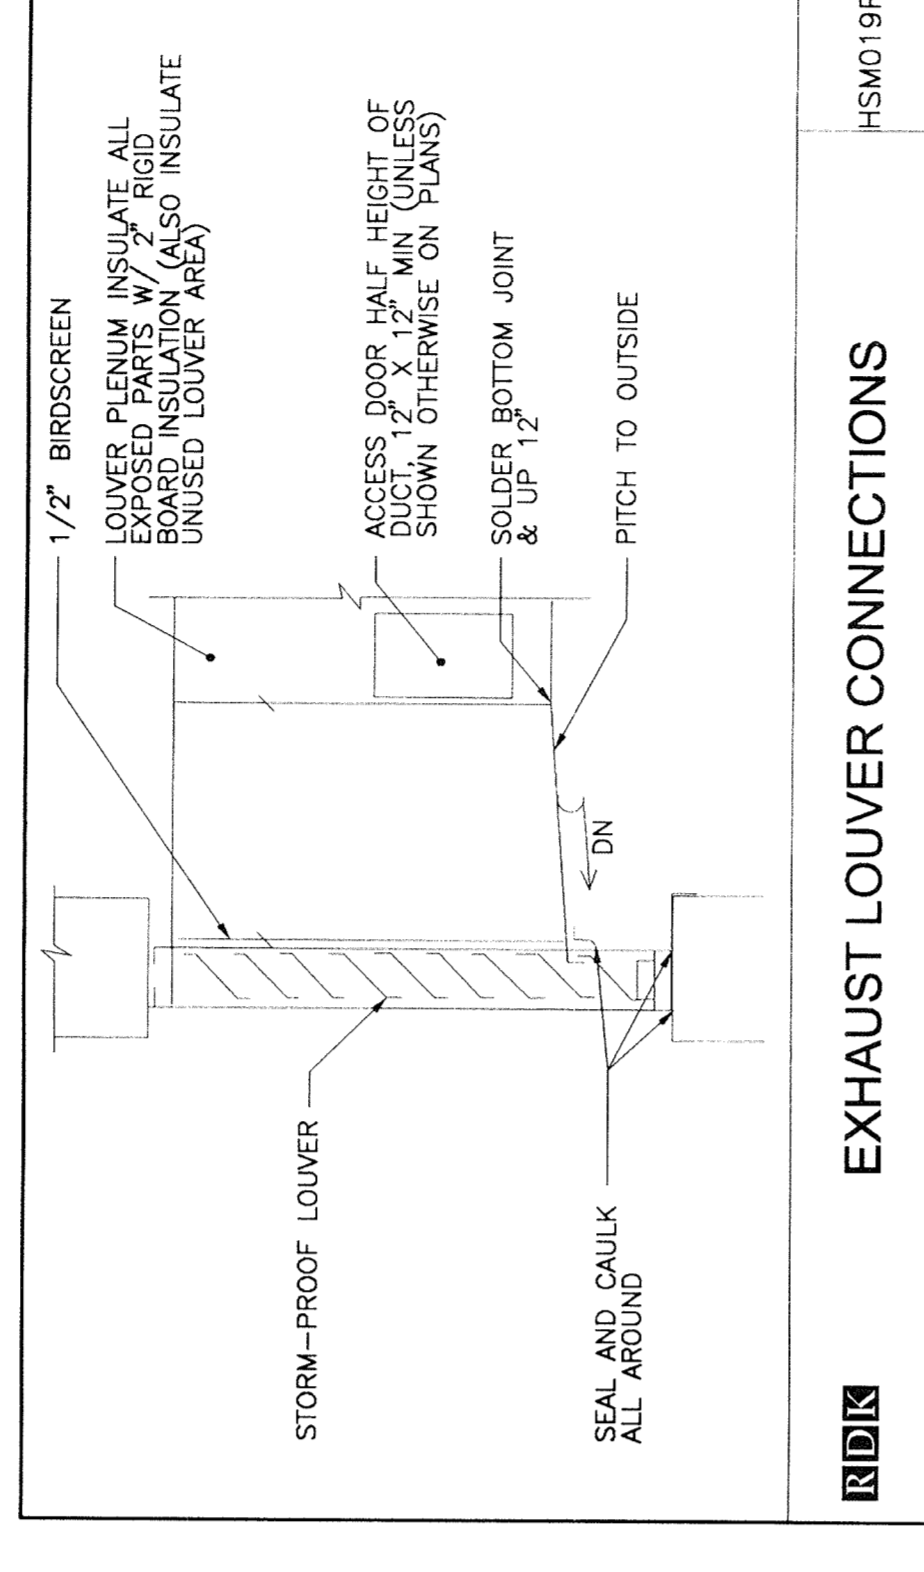 1/2" BIRDSCREEN
LOUVER PLENUM INSULATE ALL
EXPOSED PARTS W/ 2" RIGID
BOARD INSULATION (ALSO INSULATE
UNUSED LOUVER AREA)
ACCESS DOOR HALF HEIGHT OF
DUCT, 12" X 12" MIN (UNLESS
SHOWN OTHERWISE ON PLANS)
SOLDER BOTTOM JOINT
& UP 12"
PITCH TO OUTSIDE
DN
STORM-PROOF LOUVER
SEAL AND CAULK
ALL AROUND
RDK
EXHAUST LOUVER CONNECTIONS